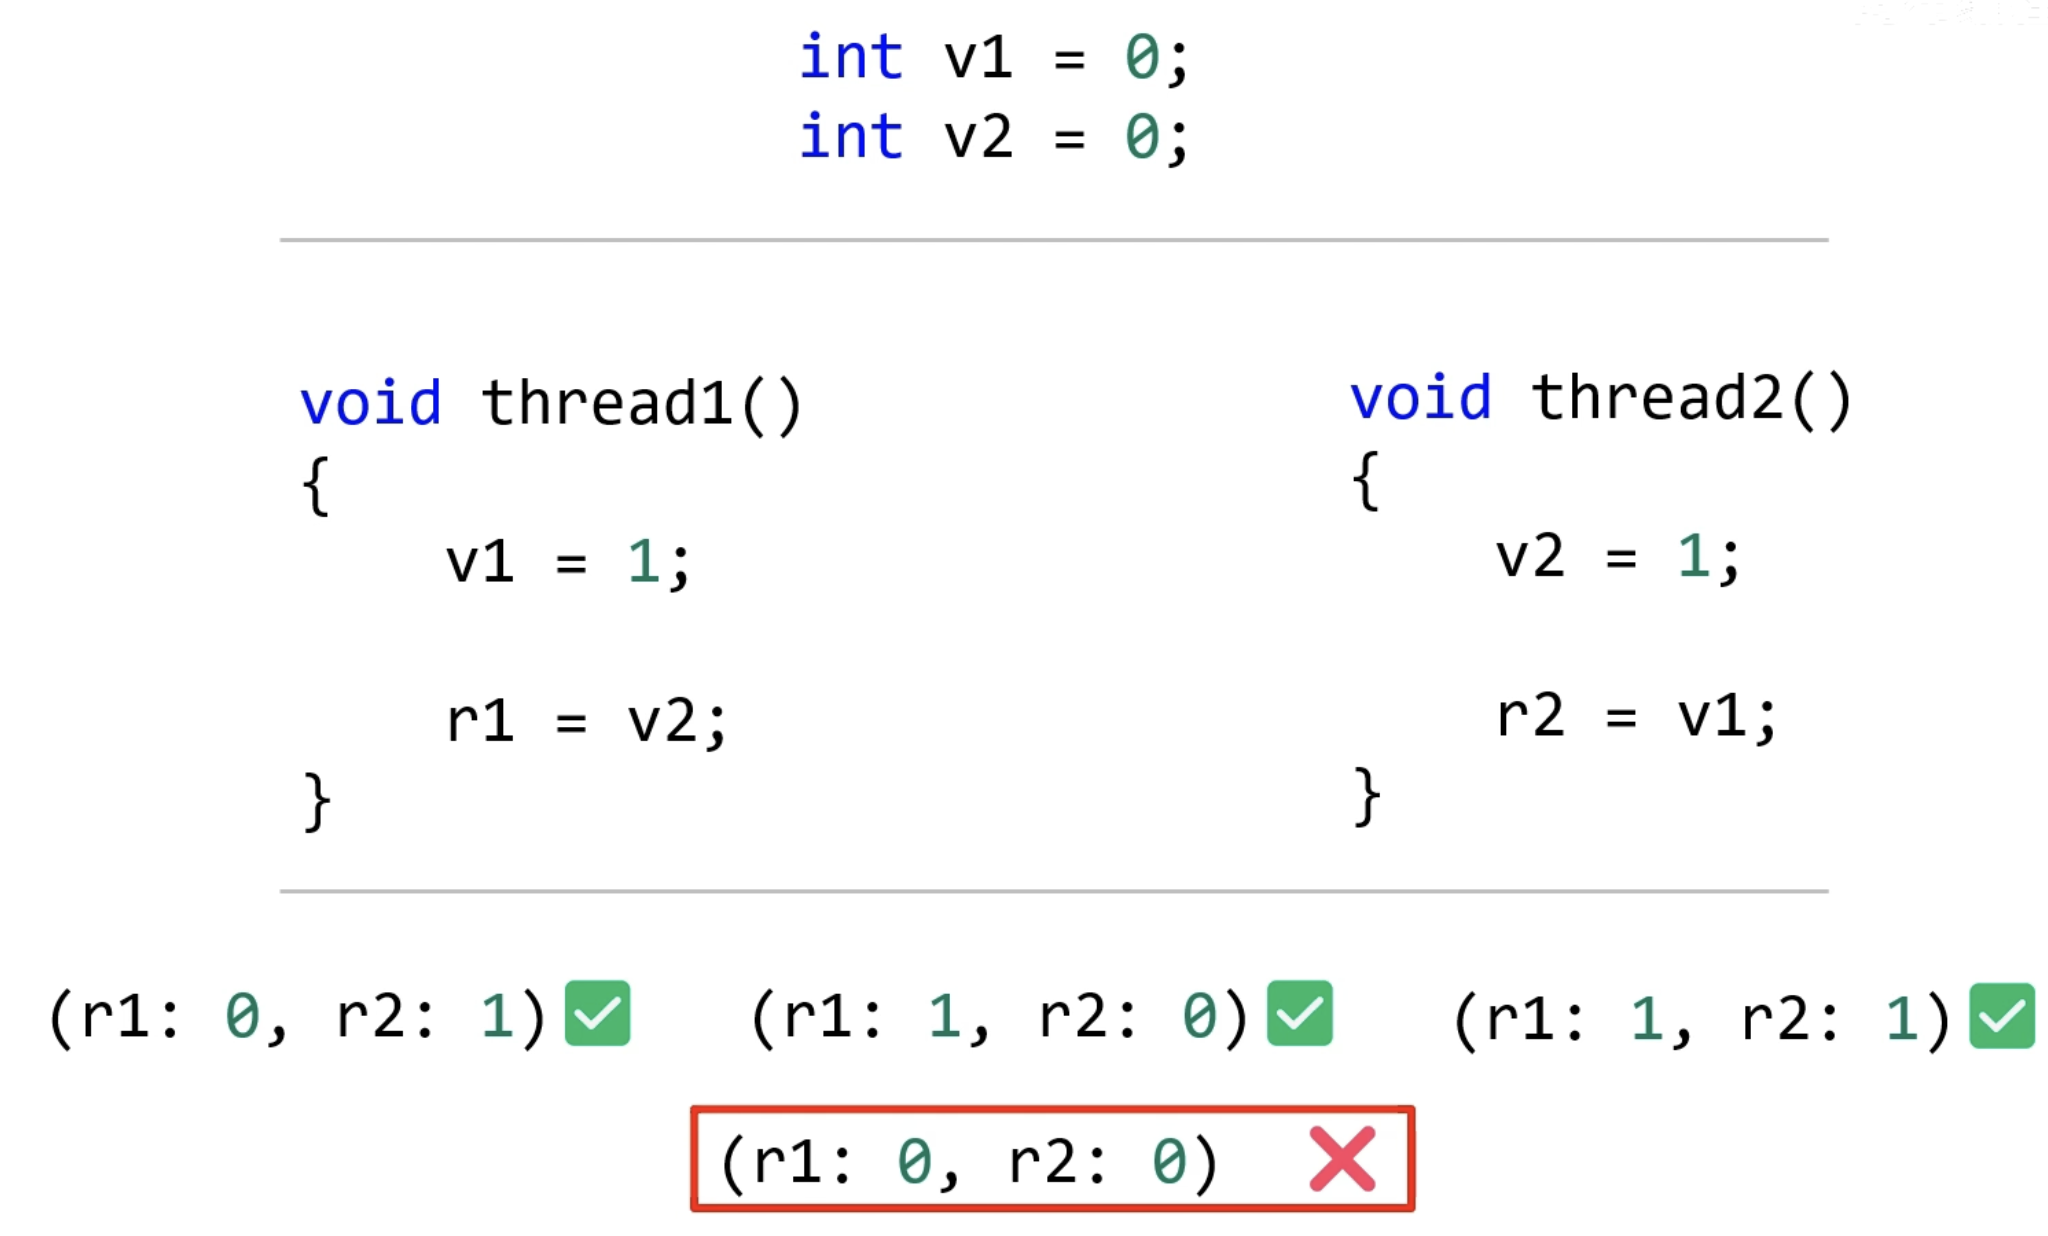 int v1 = 0;
int v2 = 0;
void thread1()
{
v1 = 1;
r1 = v2;
}
void thread2()
{
v2 = 1;
r2 = v1;
}
(r1: 0, r2: 1)
(r1: 1, r2: 0)
(r1: 1, r2: 1)
(r1: 0, r2: 0)